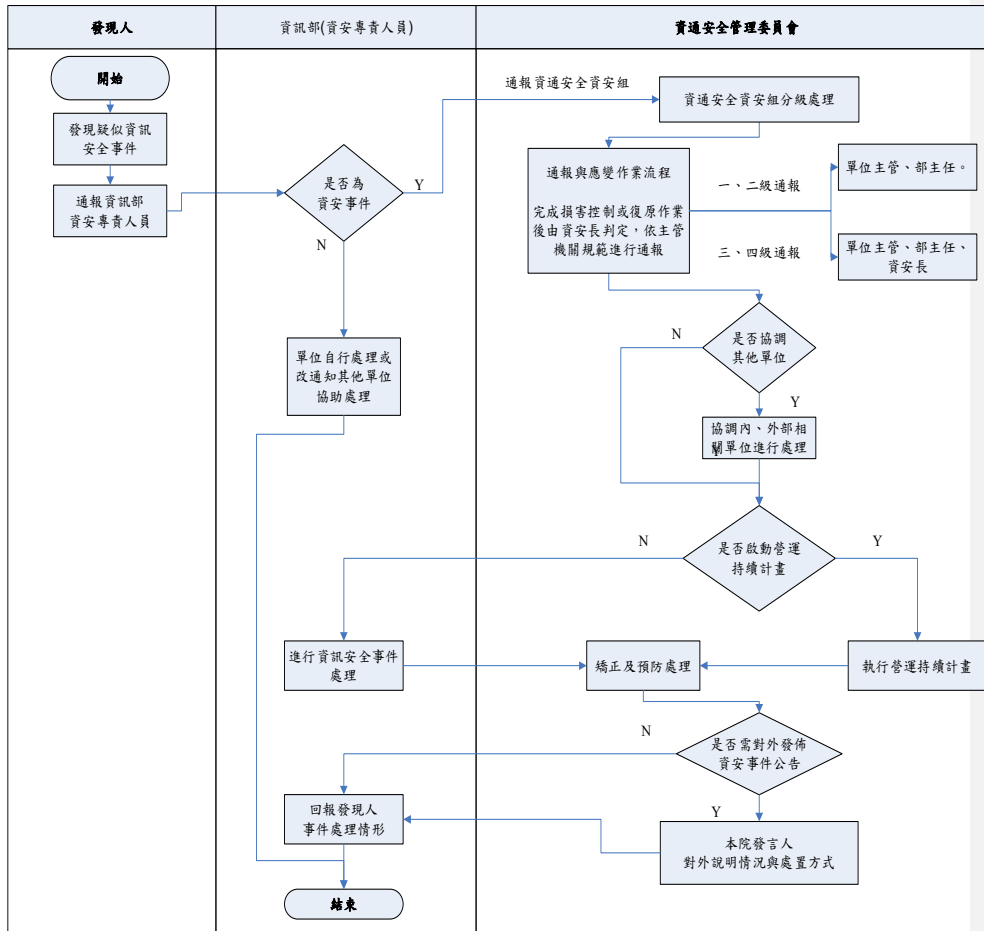 發現人
資訊部(資安專責人員)
資通安全管理委員會
開始
發現疑似資訊
安全事件
通報資訊部
資安專責人員
是否為
資安事件
Y
N
通報資通安全資安組
資通安全資安組分級處理
通報與應變作業流程
完成損害控制或復原作業
後由資安長判定，依主管
機關規範進行通報
一、二級通報
單位主管、部主任。
三、四級通報
單位主管、部主任、
資安長
單位自行處理或
改通知其他單位
協助處理
是否協調
其他單位
N
Y
協調內、外部相
關單位進行處理
Y
是否啟動營運
持續計畫
N
Y
進行資訊安全事件
處理
矯正及預防處理
執行營運持續計畫
是否需對外發佈
資安事件公告
N
Y
回報發現人
事件處理情形
本院發言人
對外說明情況與處置方式
結束